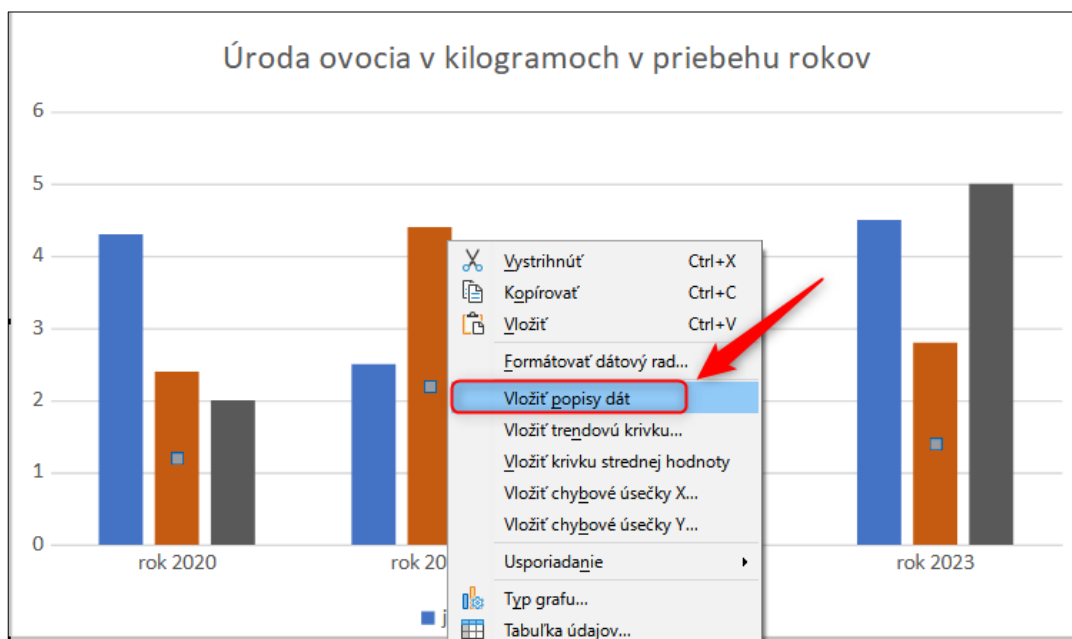 Úroda ovocia v kilogramoch v priebehu rokov
6
5
4
3
2
1
0
rok 2020
rok 20
rok 2023
j
Vystrihnúť Ctrl+X
Kopírovať Ctrl+C
Vložiť Ctrl+V
Formátovať dátový rad...
Vložiť popisy dát
Vložiť trendovú krivku...
Vložiť krivku strednej hodnoty
Vložiť chybové úsečky X...
Vložiť chybové úsečky Y...
Usporiadanie
Typ grafu...
Tabuľka údajov...